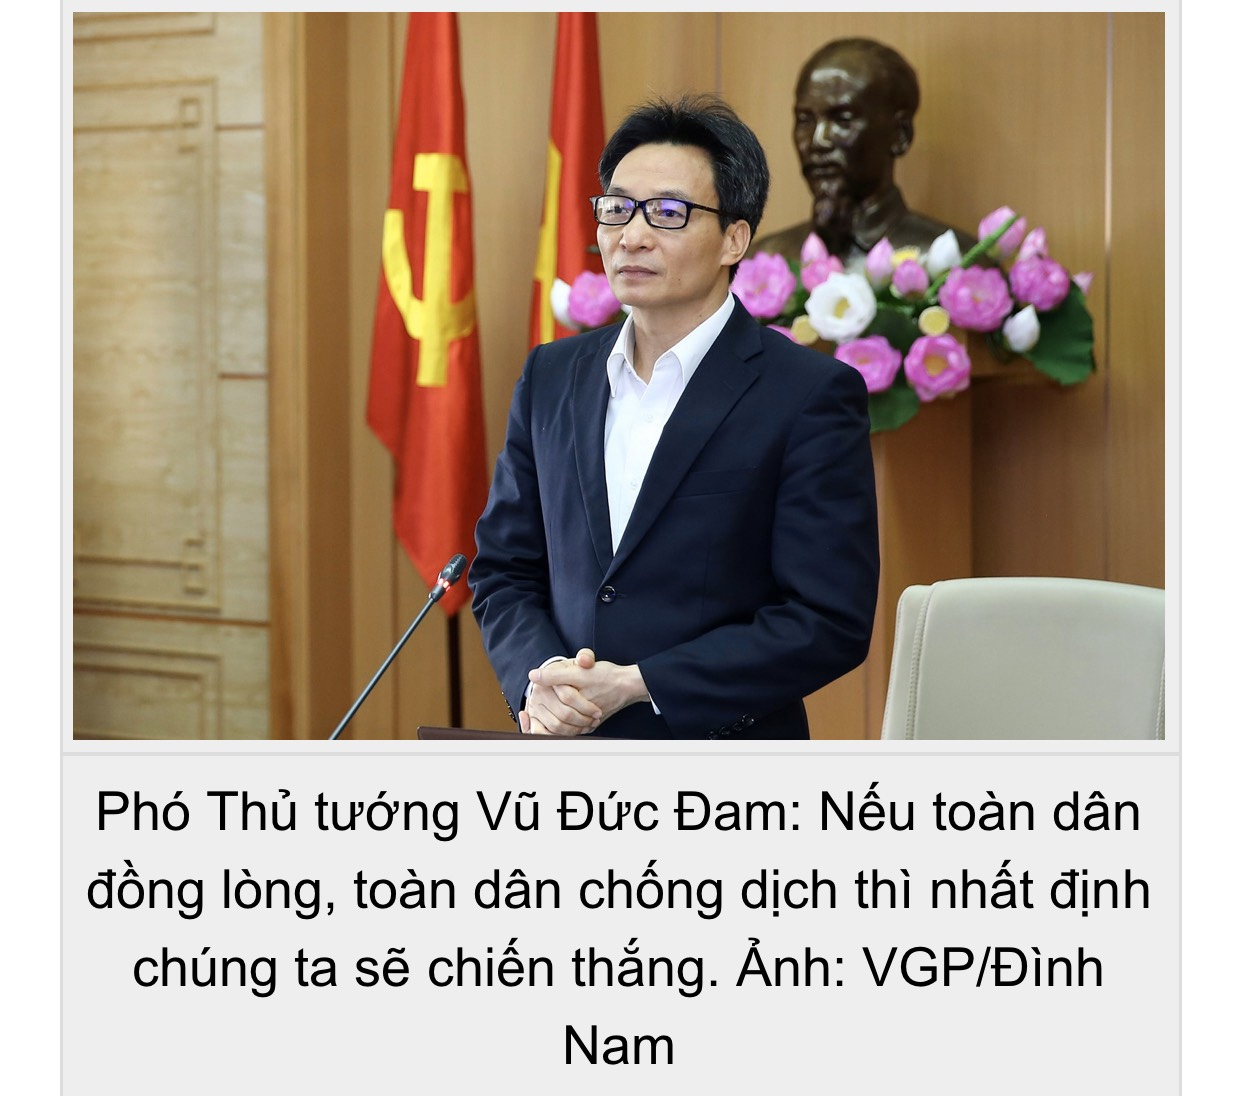 Phó Thủ tướng Vũ Đức Đam: Nếu toàn dân
đồng lòng, toàn dân chống dịch thì nhất định
chúng ta sẽ chiến thắng. Ảnh: VGP/Đình
Nam